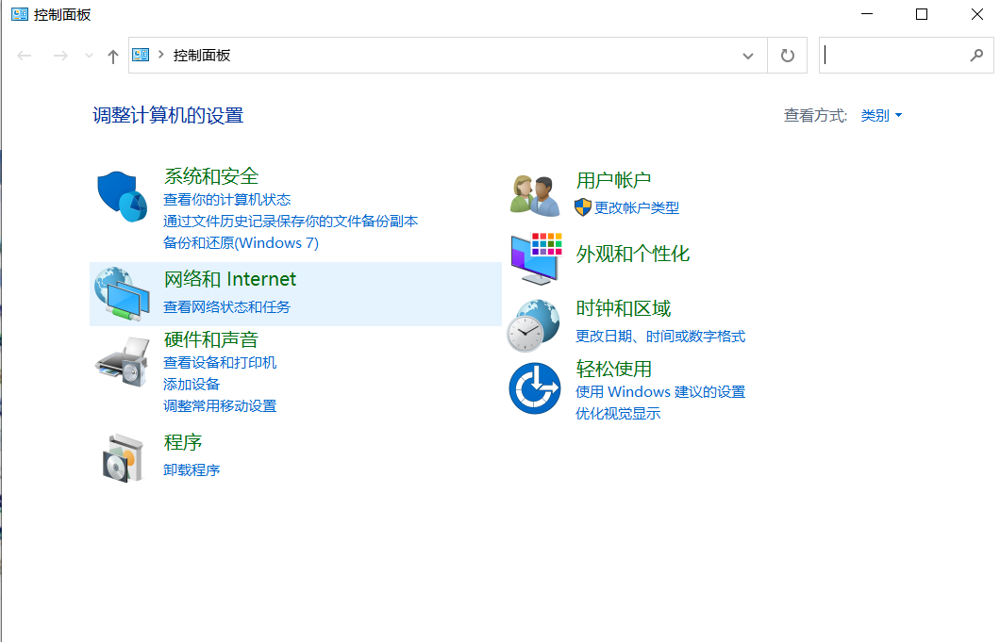 控制面板
控制面板
调整计算机的设置
查看方式: 类别
系统和安全
查看你的计算机状态
通过文件历史记录保存你的文件备份副本
备份和还原(Windows 7)
网络和 Internet
查看网络状态和任务
硬件和声音
查看设备和打印机
添加设备
调整常用移动设置
程序
卸载程序
用户帐户
更改帐户类型
外观和个性化
时钟和区域
更改日期、时间或数字格式
轻松使用
使用 Windows 建议的设置
优化视觉显示